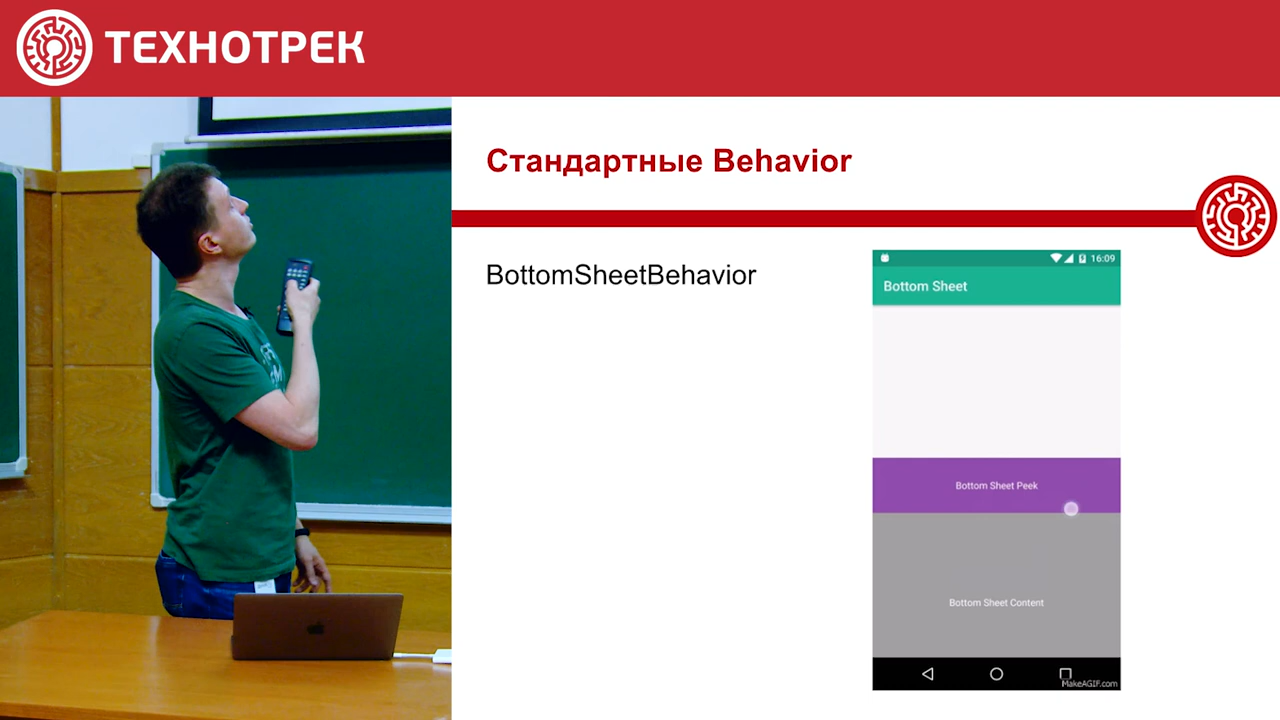 ТЕХНОТРЕК
Стандартные Behavior
BottomSheetBehavior
16:09
Bottom Sheet
Bottom Sheet Peek
Bottom Sheet Content
MakeAGIF.com